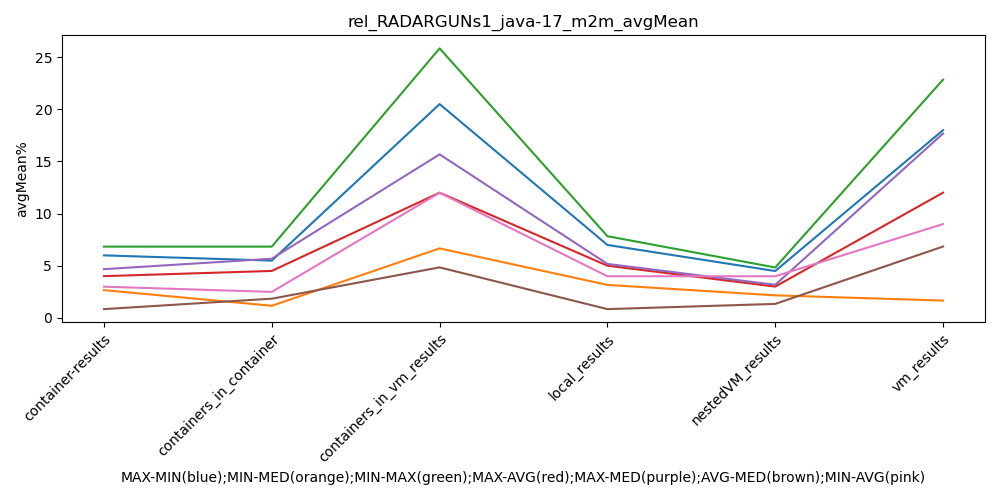 rel_RADARGUNs1_java-17_m2m_avgMean
avgMean%
25
20
15
10
5
0
container-results
containers_in_container
containers_in_vm_results
local_results
nestedVM_results
vm_results
MAX-MIN(blue);MIN-MED(orange);MIN-MAX(green);MAX-AVG(red);MAX-MED(purple);AVG-MED(brown);MIN-AVG(pink)